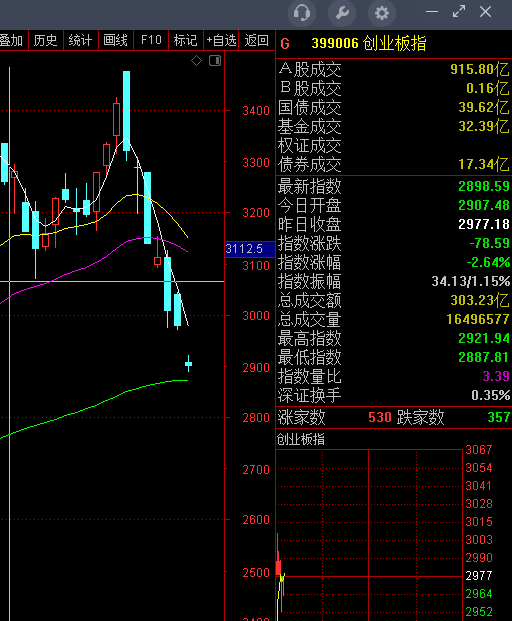 叠加 历史 统计 画线 F10 标记 +自选 返回
G 399006 创业板指
A股成交 915.80亿
B股成交 0.16亿
国债成交 39.62亿
基金成交 32.39亿
权证成交
债券成交 17.34亿
最新指数 2898.59
今日开盘 2907.48
昨日收盘 2977.18
指数涨跌 -78.59
指数涨幅 -2.64%
指数振幅 34.13/1.15%
总成交额 303.23亿
总成交量 16496577
最高指数 2921.94
最低指数 2887.81
指数量比 3.39
深证换手 0.35%
涨家数 530 跌家数 357
创业板指
3400
3300
3200
3112.5
3100
3000
2900
2800
2700
2600
2500
2400
3067
3054
3041
3028
3015
3003
2990
2977
2964
2952